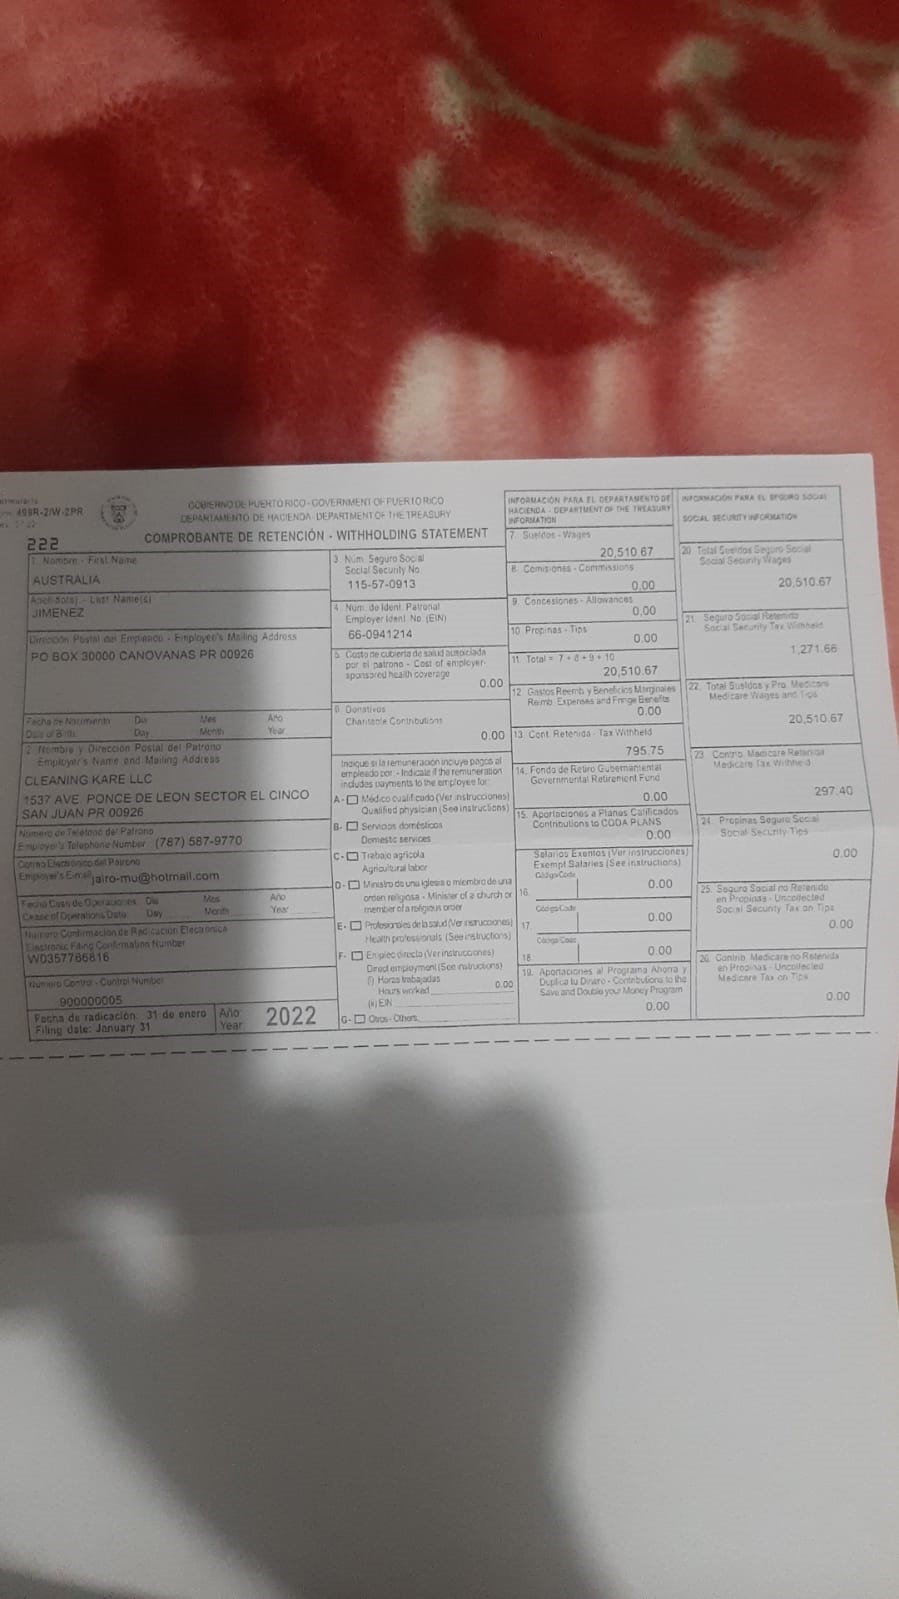 499R-2/W-2PR
222
GOBIERNO DE PUERTO RICO - GOVERNMENT OF PUERTO RICO
DEPARTAMENTO DE HACIENDA - DEPARTMENT OF THE TREASURY
COMPROBANTE DE RETENCIÓN - WITHHOLDING STATEMENT
1. Nombre - First Name
AUSTRALIA
Apellido(s) - Last Name(s)
JIMENEZ
Dirección Postal del Empleado - Employee's Mailing Address
PO BOX 30000 CANOVANAS PR 00926
Fecha de Nacimiento Día Mes Año
Date of Birth: Day Month Year
2. Nombre y Dirección Postal del Patrono
Employer's Name and Mailing Address
CLEANING KARE LLC
1537 AVE. PONCE DE LEON SECTOR EL CINCO
SAN JUAN PR 00926
Número de Teléfono del Patrono
Employer's Telephone Number (787) 587-9770
Correo Electrónico del Patrono
Employer's E-mail jairo-mu@hotmail.com
Fecha Cese de Operaciones: Día Mes Año
Cease of Operations Date: Day Month Year
Número Confirmación de Radicación Electrónica
Electronic Filing Confirmation Number
W0357766816
Número Control - Control Number
900000005
Fecha de radicación: 31 de enero
Filing date: January 31
Año:
Year:
2022
3. Núm. Seguro Social
Social Security No.
115-57-0913
4. Núm. de Ident. Patronal
Employer Ident. No. (EIN)
66-0941214
5. Costo de cubierta de salud auspiciada
por el patrono - Cost of employer-
sponsored health coverage
0.00
6. Donativos
Charitable Contributions
0.00
Indique si la remuneración incluye pagos al
empleado por: - Indicate if the remuneration
includes payments to the employee for:
A- Médico cualificado (Ver instrucciones)
Qualified physician (See instructions)
B- Servicios domésticos
Domestic services
C- Trabajo agrícola
Agricultural labor
D- Ministro de una iglesia o miembro de una
orden religiosa - Minister of a church or
member of a religious order
E- Profesionales de la salud (Ver instrucciones)
Health professionals (See instructions)
F- Empleo directo (Ver instrucciones)
Direct employment (See instructions)
(i) Horas trabajadas
Hours worked 0.00
(ii) EIN
G- Otros - Others:
INFORMACIÓN PARA EL DEPARTAMENTO DE
HACIENDA - DEPARTMENT OF THE TREASURY
INFORMATION
7. Sueldos - Wages
20,510.67
8. Comisiones - Commissions
0.00
9. Concesiones - Allowances
0.00
10. Propinas - Tips
0.00
11. Total = 7 + 8 + 9 + 10
20,510.67
12. Gastos Reemb. y Beneficios Marginales
Reimb. Expenses and Fringe Benefits
0.00
13. Cont. Retenida - Tax Withheld
795.75
14. Fondo de Retiro Gubernamental
Governmental Retirement Fund
0.00
15. Aportaciones a Planes Calificados
Contributions to CODA PLANS
0.00
Salarios Exentos (Ver instrucciones)
Exempt Salaries (See instructions)
Código/Code
16. 0.00
Código/Code
17. 0.00
Código/Code
18. 0.00
19. Aportaciones al Programa Ahorra y
Duplica tu Dinero - Contributions to the
Save and Double your Money Program
0.00
INFORMACIÓN PARA EL SEGURO SOCIAL
SOCIAL SECURITY INFORMATION
20. Total Sueldos Seguro Social
Social Security Wages
20,510.67
21. Seguro Social Retenido
Social Security Tax Withheld
1,271.66
22. Total Sueldos y Pro. Medicare
Medicare Wages and Tips
20,510.67
23. Contrib. Medicare Retenida
Medicare Tax Withheld
297.40
24. Propinas Seguro Social
Social Security Tips
0.00
25. Seguro Social no Retenido
en Propinas - Uncollected
Social Security Tax on Tips
0.00
26. Contrib. Medicare no Retenida
en Propinas - Uncollected
Medicare Tax on Tips
0.00